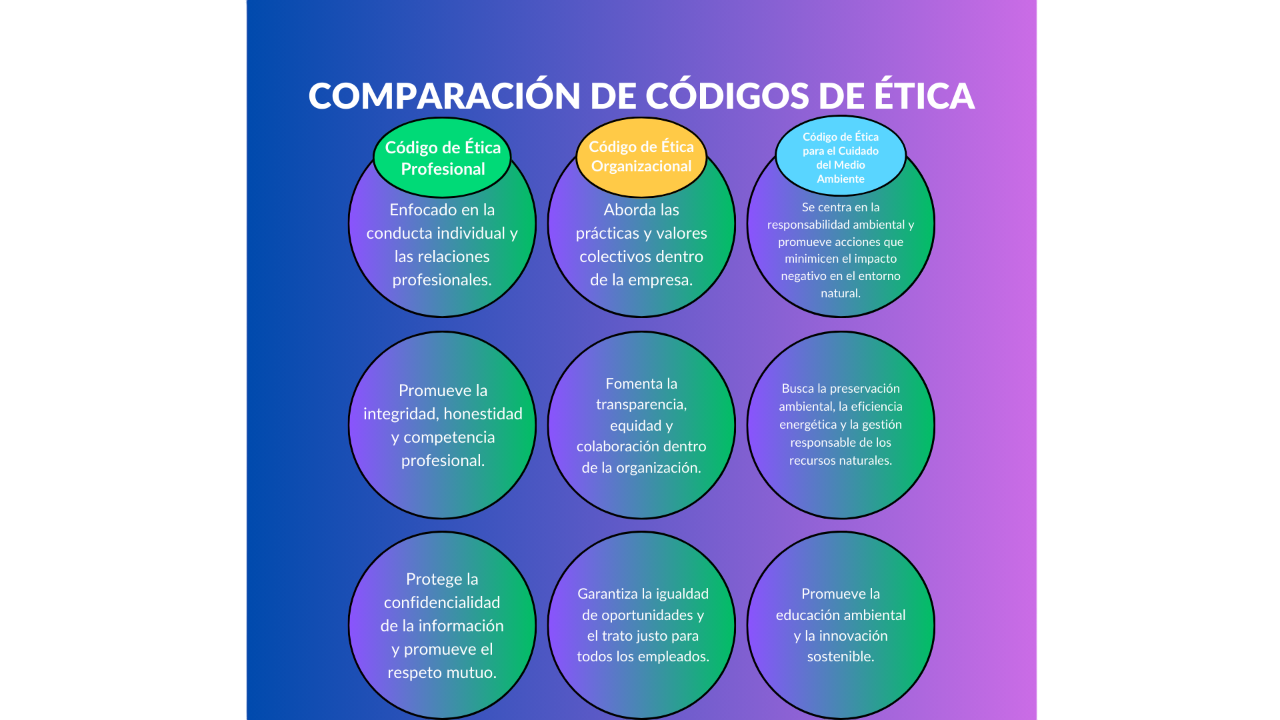 COMPARACIÓN DE CÓDIGOS DE ÉTICA
Código de Ética
Profesional
Enfocado en la
conducta individual y
las relaciones
profesionales.
Código de Ética
Organizacional
Aborda las
prácticas y valores
colectivos dentro
de la empresa.
Código de Ética
para el Cuidado
del Medio
Ambiente
Se centra en la
responsabilidad ambiental y
promueve acciones que
minimicen el impacto
negativo en el entorno
natural.
Promueve la
integridad, honestidad
y competencia
profesional.
Fomenta la
transparencia,
equidad y
colaboración dentro
de la organización.
Busca la preservación
ambiental, la eficiencia
energética y la gestión
responsable de los
recursos naturales.
Protege la
confidencialidad
de la información
y promueve el
respeto mutuo.
Garantiza la igualdad
de oportunidades y
el trato justo para
todos los empleados.
Promueve la
educación ambiental
y la innovación
sostenible.